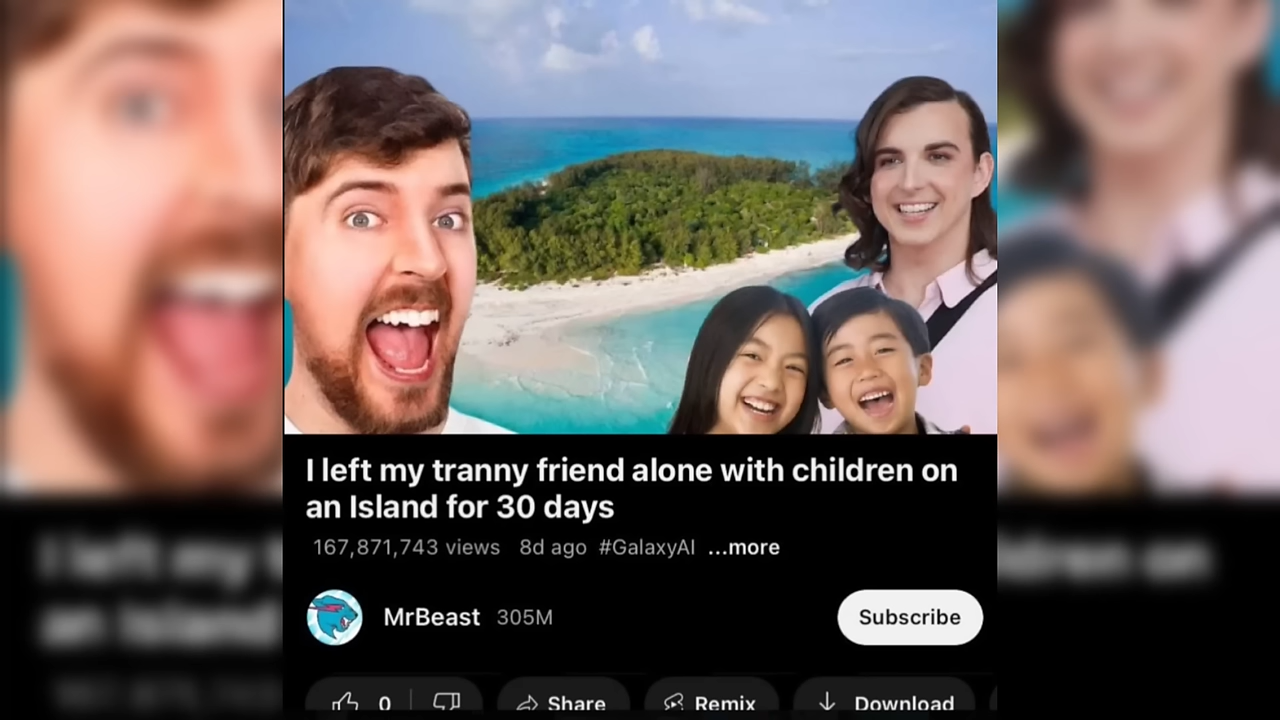 I left my tranny friend alone with children on
an Island for 30 days
167,871,743 views 8d ago #GalaxyAI ...more
MrBeast 305M
Subscribe
0 Share Remix Download